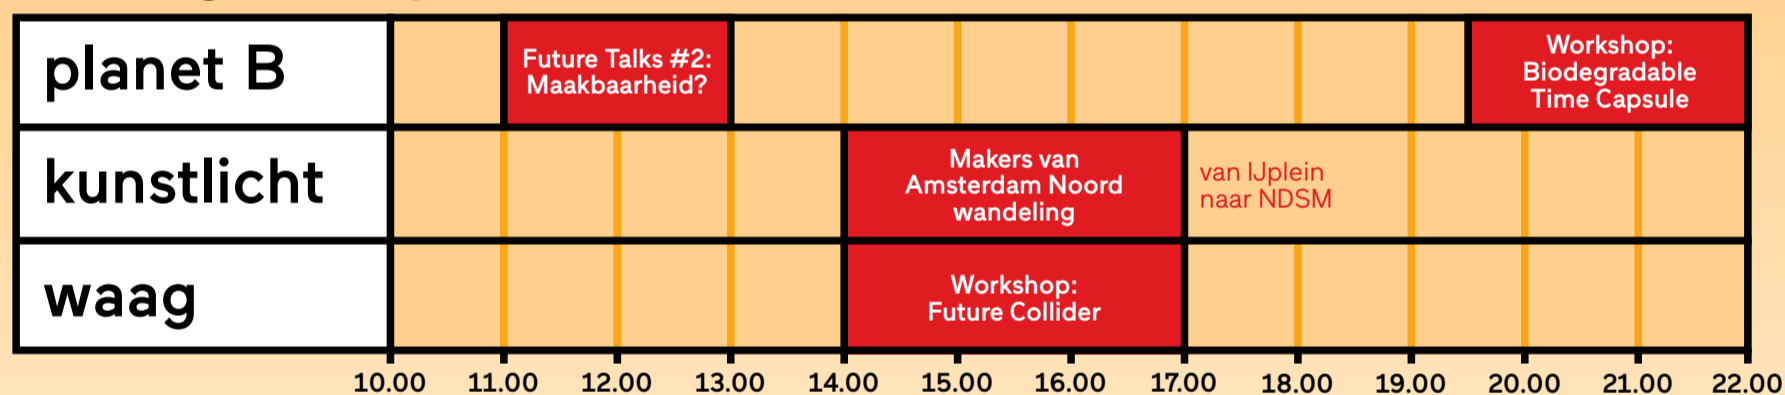 planet B
Future Talks #2:
Maakbaarheid?
Workshop:
Biodegradable
Time Capsule
kunstlicht
Makers van
Amsterdam Noord
wandeling
van IJplein
naar NDSM
waag
Workshop:
Future Collider
10.00 11.00 12.00 13.00 14.00 15.00 16.00 17.00 18.00 19.00 20.00 21.00 22.00